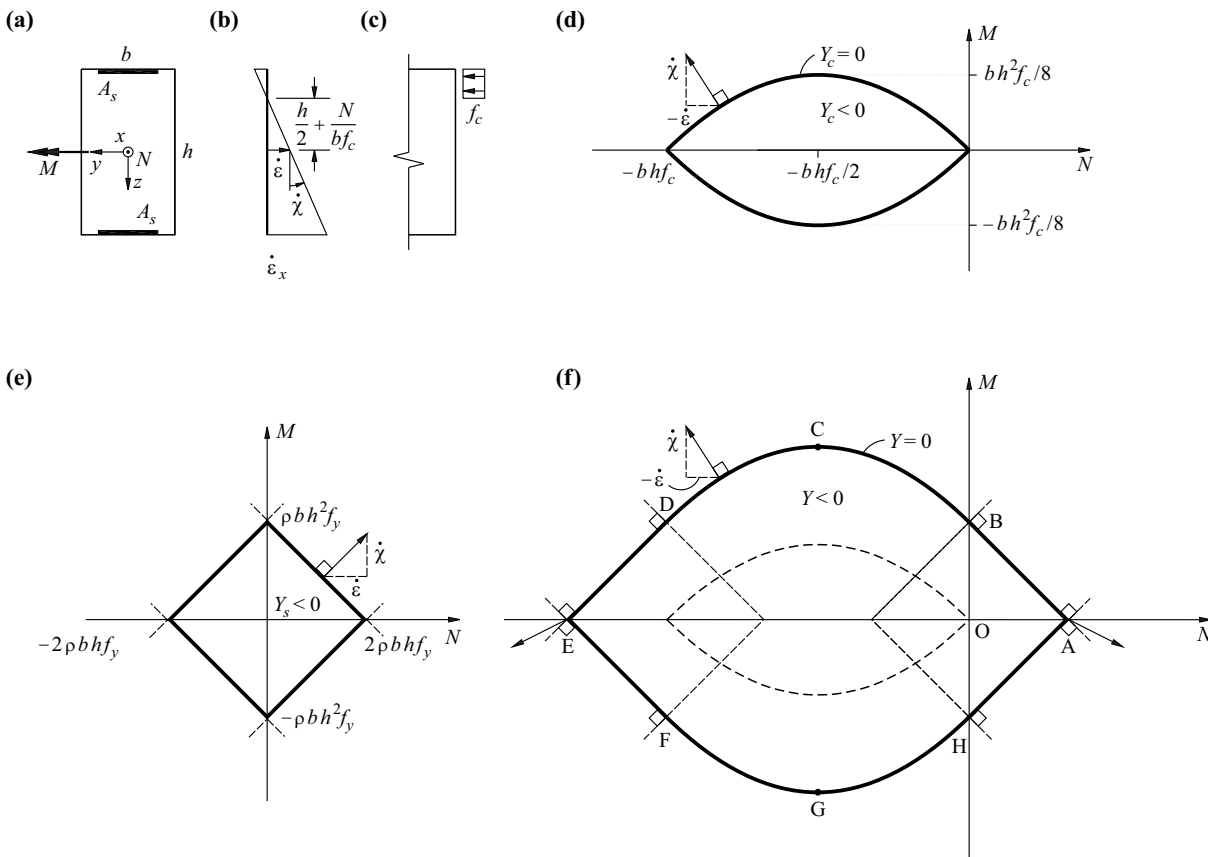 (a)
b
A_s
x
M
y
N
h
z
A_s
(b)
h/2 + N/bf_c
ε̇
χ̇
ε̇_x
(c)
f_c
(d)
M
Y_c = 0
bh²f_c/8
χ̇
−ε̇
Y_c < 0
−bhf_c
−bhf_c/2
N
−bh²f_c/8
(e)
M
ρbh²f_y
χ̇
ε̇
Y_s < 0
−2ρbhf_y
2ρbhf_y
N
−ρbh²f_y
(f)
M
C
Y = 0
χ̇
−ε̇
Y < 0
D
B
E
O
A
N
F
H
G